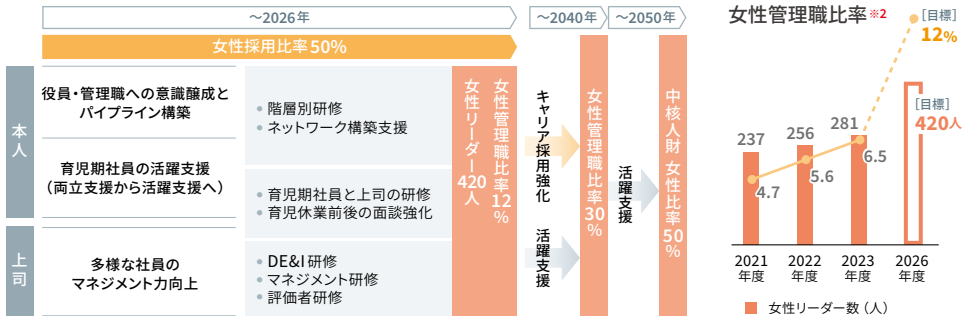 ～2026年
～2040年
～2050年
女性採用比率50%
本人
上司
役員・管理職への意識醸成と
パイプライン構築
育児期社員の活躍支援
（両立支援から活躍支援へ）
多様な社員の
マネジメント力向上
• 階層別研修
• ネットワーク構築支援
• 育児期社員と上司の研修
• 育児休業前後の面談強化
• DE&I研修
• マネジメント研修
• 評価者研修
女性管理職比率12%
女性リーダー420人
キャリア採用強化
活躍支援
女性管理職比率30%
活躍支援
中核人財 女性比率50%
女性管理職比率 ※2
［目標］
12%
［目標］
420人
237
256
281
4.7
5.6
6.5
2021
年度
2022
年度
2023
年度
2026
年度
女性リーダー数（人）